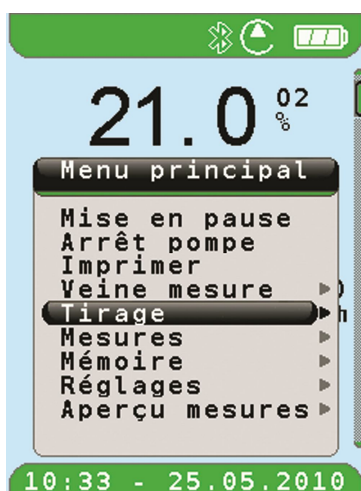 21.0 O2
%
Menu principal
Mise en pause
Arrêt pompe
Imprimer
Veine mesure
Tirage
Mesures
Mémoire
Réglages
Aperçu mesures
10:33 - 25.05.2010